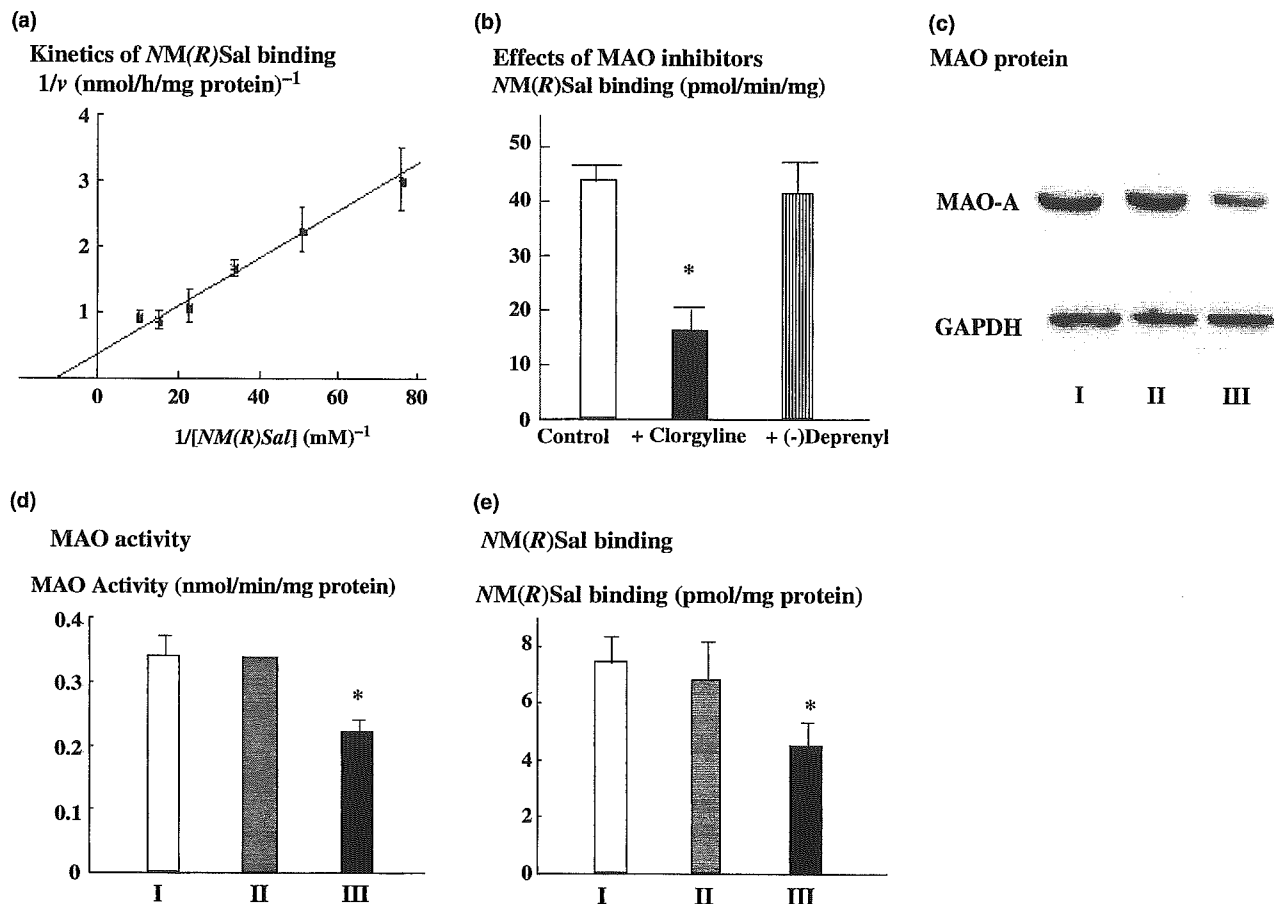 (a)
Kinetics of NM(R)Sal binding
1/v (nmol/h/mg protein)⁻¹
4
3
2
1
0 20 40 60 80
1/[NM(R)Sal] (mM)⁻¹
(b)
Effects of MAO inhibitors
NM(R)Sal binding (pmol/min/mg)
50
40
30
20
10
0
*
Control + Clorgyline + (-)Deprenyl
(c)
MAO protein
MAO-A
GAPDH
I II III
(d)
MAO activity
MAO Activity (nmol/min/mg protein)
0.4
0.3
0.2
0.1
0
*
I II III
(e)
NM(R)Sal binding
NM(R)Sal binding (pmol/mg protein)
8
6
4
2
0
*
I II III